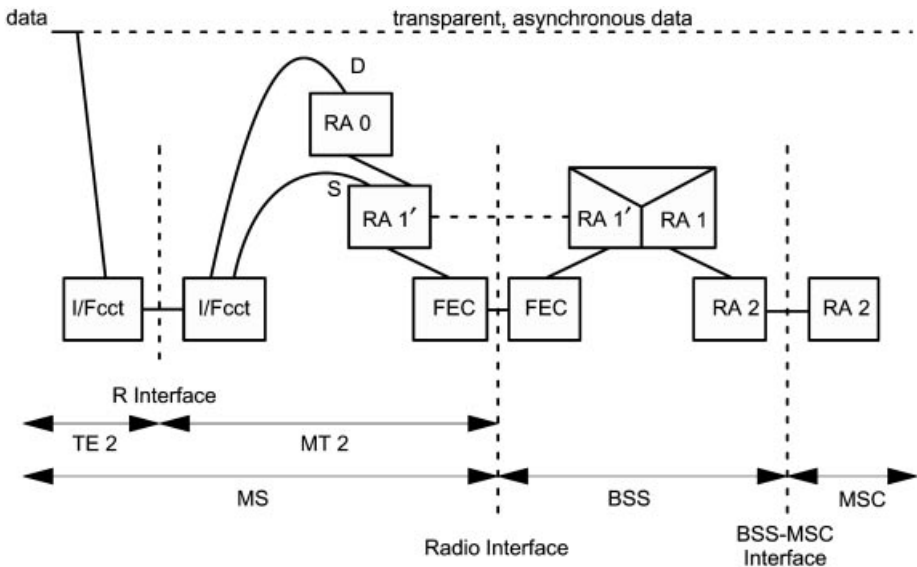 data
transparent, asynchronous data
D
RA 0
S
RA 1′
RA 1′
RA 1
I/Fcct
I/Fcct
FEC
FEC
RA 2
RA 2
R Interface
TE 2
MT 2
MS
BSS
MSC
Radio Interface
BSS-MSC
Interface